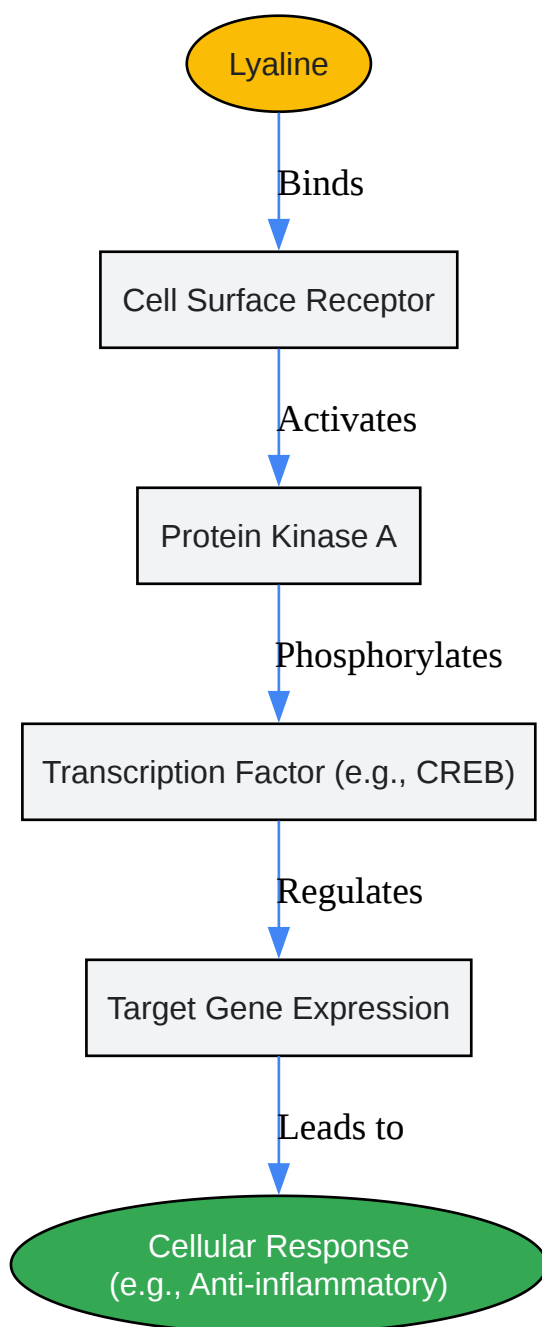 Lyaline
Binds
Cell Surface Receptor
Activates
Protein Kinase A
Phosphorylates
Transcription Factor (e.g., CREB)
Regulates
Target Gene Expression
Leads to
Cellular Response
(e.g., Anti-inflammatory)